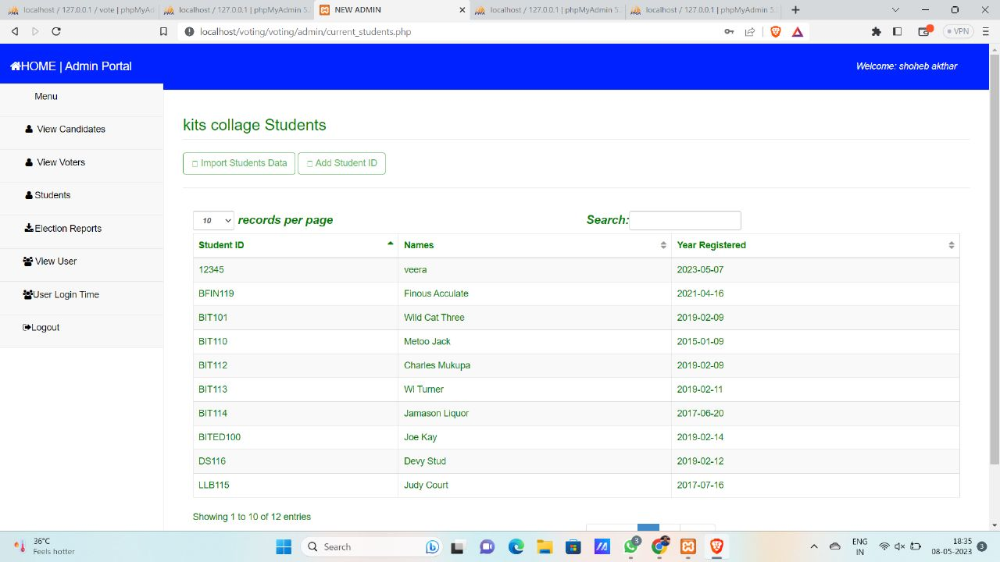 localhost / 127.0.0.1 / vote | phpMyAd
localhost / 127.0.0.1 | phpMyAdmin 5.
NEW ADMIN
localhost / 127.0.0.1 | phpMyAdmin 5.
localhost / 127.0.0.1 | phpMyAdmin 5.
localhost/voting/voting/admin/current_students.php
VPN
HOME | Admin Portal
Welcome: shoheb akthar
Menu
View Candidates
View Voters
Students
Election Reports
View User
User Login Time
Logout
kits collage Students
Import Students Data
Add Student ID
10 records per page
Search:
Student ID Names Year Registered
12345 veera 2023-05-07
BFIN119 Finous Acculate 2021-04-16
BIT101 Wild Cat Three 2019-02-09
BIT110 Metoo Jack 2015-01-09
BIT112 Charles Mukupa 2019-02-09
BIT113 WI Turner 2019-02-11
BIT114 Jamason Liquor 2017-06-20
BITED100 Joe Kay 2019-02-14
DS116 Devy Stud 2019-02-12
LLB115 Judy Court 2017-07-16
Showing 1 to 10 of 12 entries
36°C
Feels hotter
Search
3
ENG
IN
18:35
08-05-2023
3